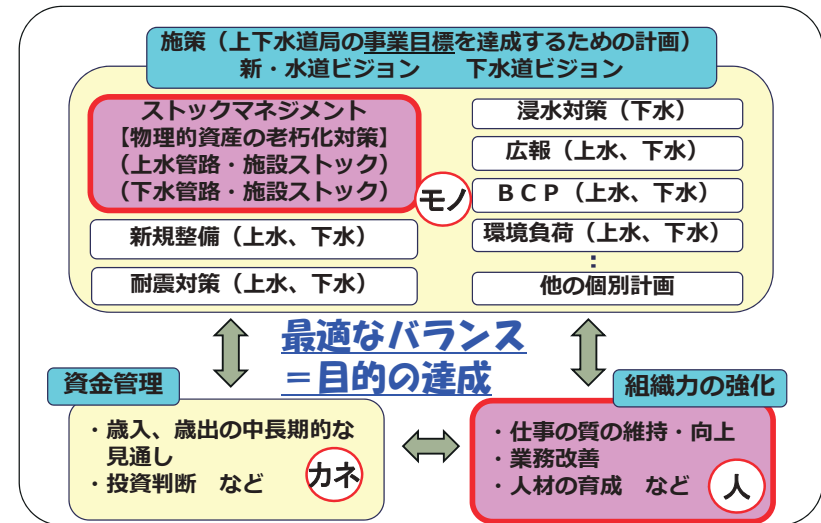 施策（上下水道局の事業目標を達成するための計画）
新・水道ビジョン　　下水道ビジョン
ストックマネジメント
【物理的資産の老朽化対策】
（上水管路・施設ストック）
（下水管路・施設ストック）
モノ
新規整備（上水、下水）
耐震対策（上水、下水）
浸水対策（下水）
広報（上水、下水）
ＢＣＰ（上水、下水）
環境負荷（上水、下水）
：
他の個別計画
最適なバランス
＝目的の達成
資金管理
・歳入、歳出の中長期的な
見通し
・投資判断　など
カネ
組織力の強化
・仕事の質の維持・向上
・業務改善
・人材の育成　など
人